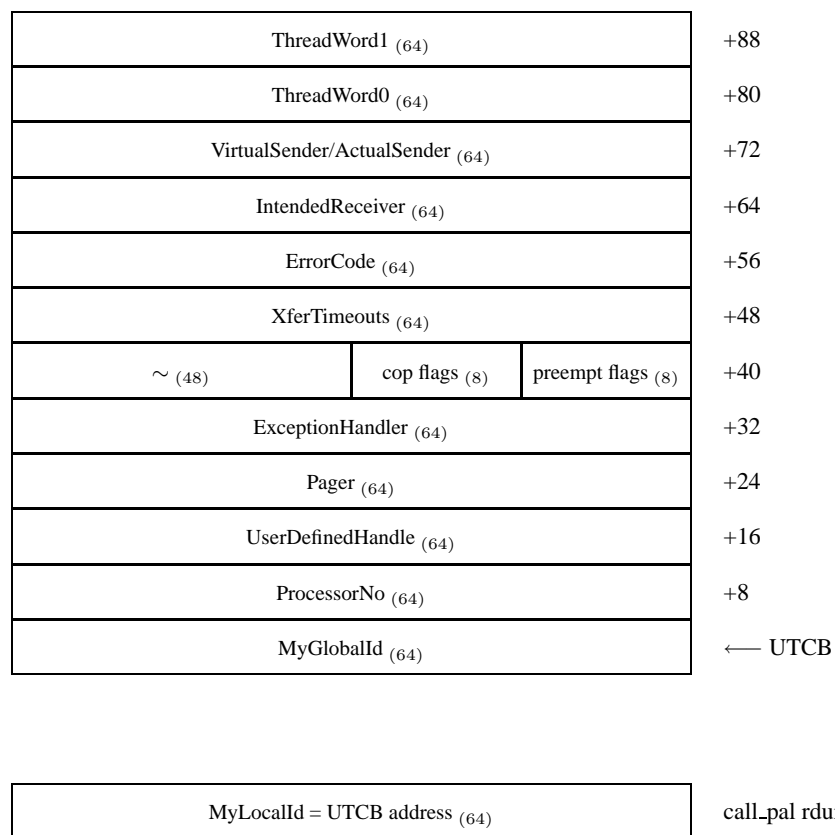 ThreadWord1 (64) +88
ThreadWord0 (64) +80
VirtualSender/ActualSender (64) +72
IntendedReceiver (64) +64
ErrorCode (64) +56
XferTimeouts (64) +48
∼ (48) cop flags (8) preempt flags (8) +40
ExceptionHandler (64) +32
Pager (64) +24
UserDefinedHandle (64) +16
ProcessorNo (64) +8
MyGlobalId (64) ← UTCB
MyLocalId = UTCB address (64) call_pal